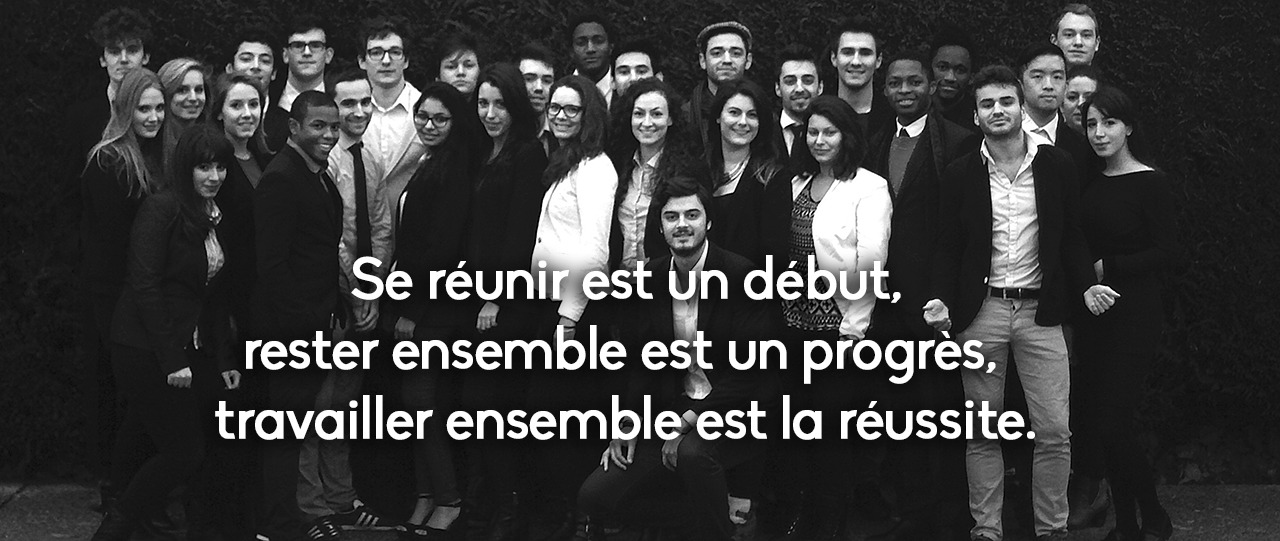 Se réunir est un début,
rester ensemble est un progrès,
travailler ensemble est la réussite.